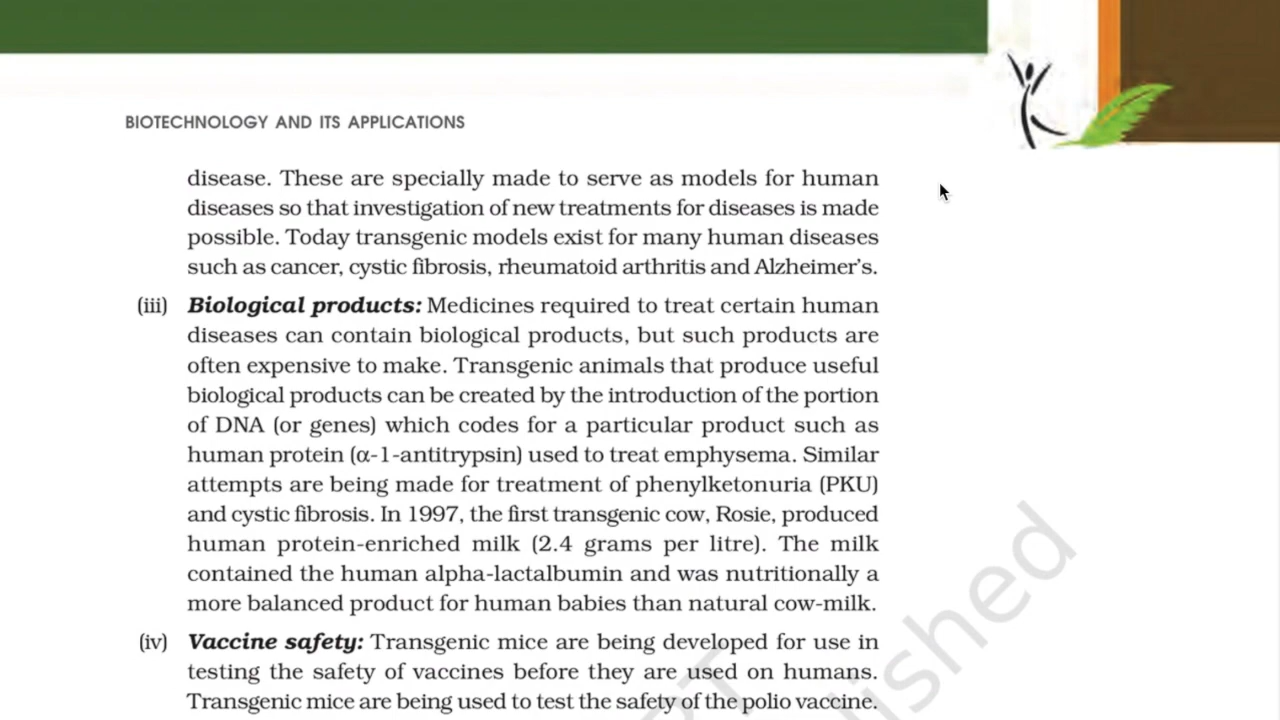 BIOTECHNOLOGY AND ITS APPLICATIONS
disease. These are specially made to serve as models for human
diseases so that investigation of new treatments for diseases is made
possible. Today transgenic models exist for many human diseases
such as cancer, cystic fibrosis, rheumatoid arthritis and Alzheimer's.
(iii) Biological products: Medicines required to treat certain human
diseases can contain biological products, but such products are
often expensive to make. Transgenic animals that produce useful
biological products can be created by the introduction of the portion
of DNA (or genes) which codes for a particular product such as
human protein (α-1-antitrypsin) used to treat emphysema. Similar
attempts are being made for treatment of phenylketonuria (PKU)
and cystic fibrosis. In 1997, the first transgenic cow, Rosie, produced
human protein-enriched milk (2.4 grams per litre). The milk
contained the human alpha-lactalbumin and was nutritionally a
more balanced product for human babies than natural cow-milk.
(iv) Vaccine safety: Transgenic mice are being developed for use in
testing the safety of vaccines before they are used on humans.
Transgenic mice are being used to test the safety of the polio vaccine.